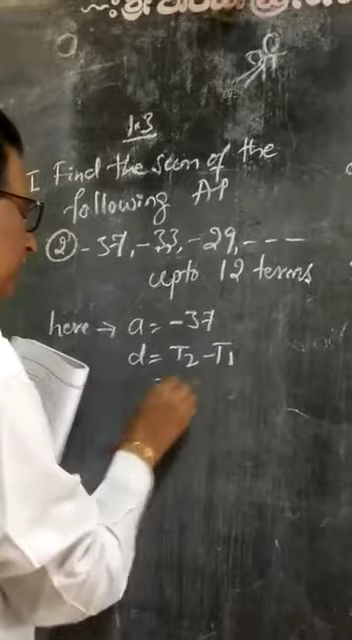 ಶ್ರೀ
1.3
I Find the sum of the
following AP
② -37, -33, -29, ----
upto 12 terms
here → a = -37
d = T₂ - T₁
=